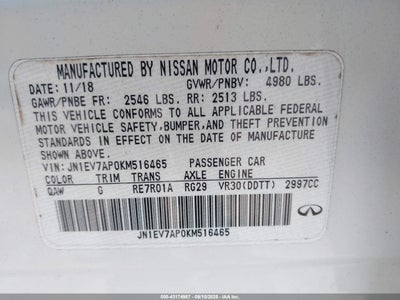 MANUFACTURED BY NISSAN MOTOR CO.,LTD.
DATE: 11/18 GVWR/PNBV: 4980 LBS.
GAWR/PNBE FR: 2546 LBS. RR: 2513 LBS.
THIS VEHICLE CONFORMS TO ALL APPLICABLE FEDERAL
MOTOR VEHICLE SAFETY, BUMPER, AND THEFT PREVENTION
STANDARDS IN EFFECT ON THE DATE OF MANUFACTURE
SHOWN ABOVE.
VIN: JN1EV7AP0KM516465 PASSENGER CAR
COLOR TRIM TRANS AXLE ENGINE
QAW G RE7R01A RG29 VR30(DDTT) 2997CC
JN1EV7AP0KM516465
INFINITI